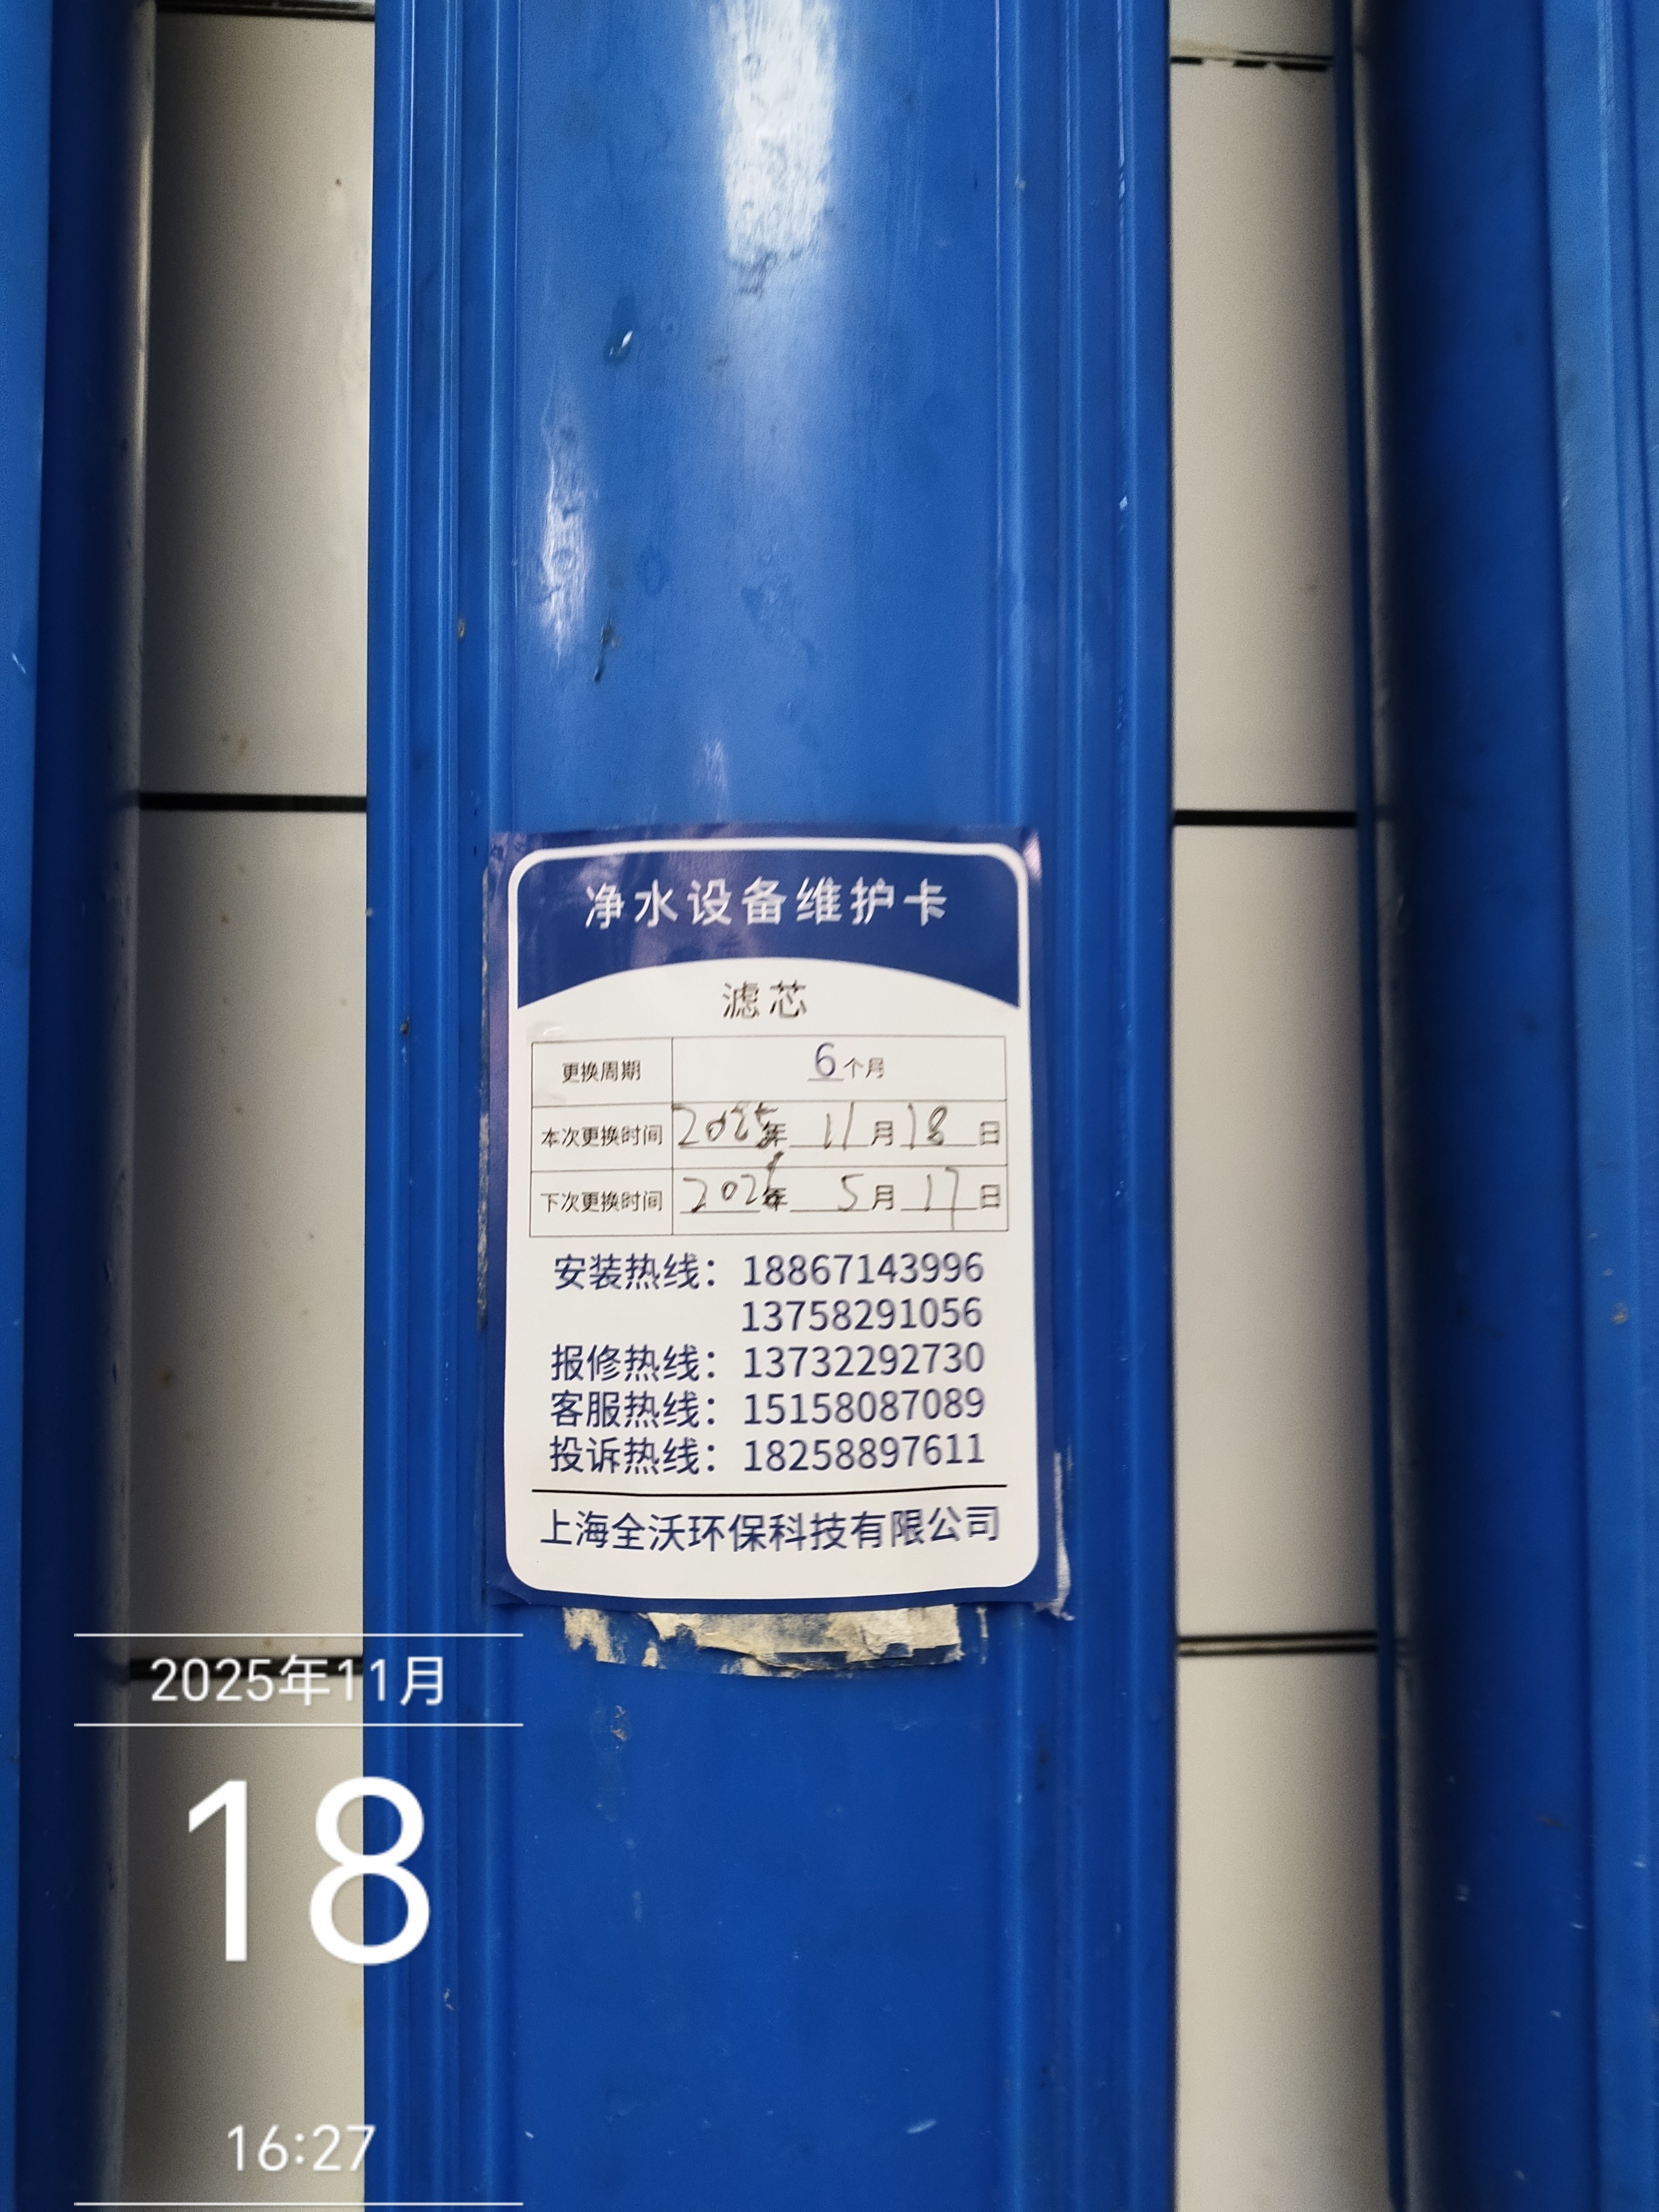 净水设备维护卡
滤芯
更换周期 6个月
本次更换时间 2025年11月18日
下次更换时间 2026年5月17日
安装热线：18867143996
13758291056
报修热线：13732292730
客服热线：15158087089
投诉热线：18258897611
上海全沃环保科技有限公司
2025年11月
18
16:27